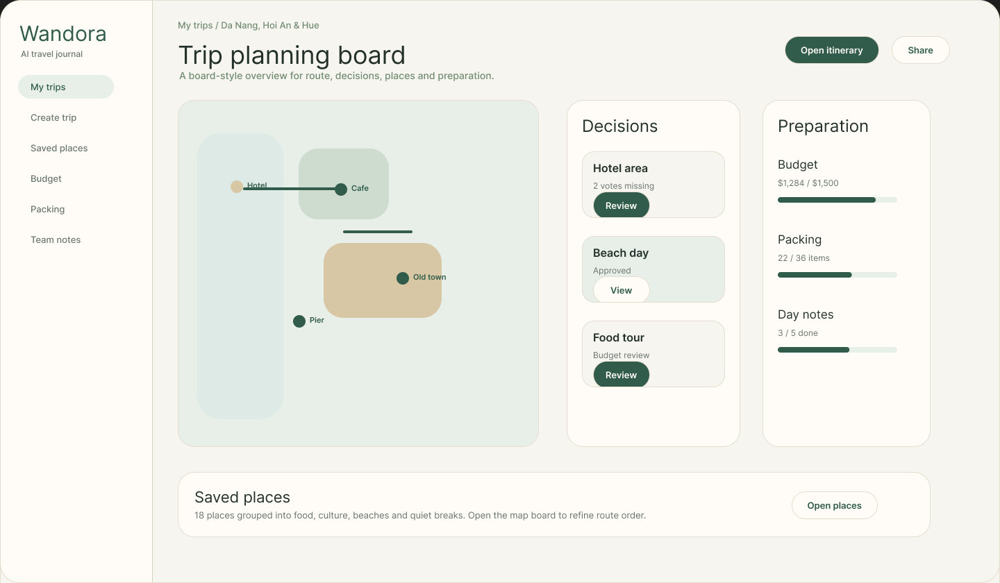 Wandora
AI travel journal
My trips
Create trip
Saved places
Budget
Packing
Team notes
My trips / Da Nang, Hoi An & Hue
Trip planning board
A board-style overview for route, decisions, places and preparation.
Open itinerary
Share
Hotel
Cafe
Old town
Pier
Decisions
Hotel area
2 votes missing
Review
Beach day
Approved
View
Food tour
Budget review
Review
Preparation
Budget
$1,284 / $1,500
Packing
22 / 36 items
Day notes
3 / 5 done
Saved places
18 places grouped into food, culture, beaches and quiet breaks. Open the map board to refine route order.
Open places